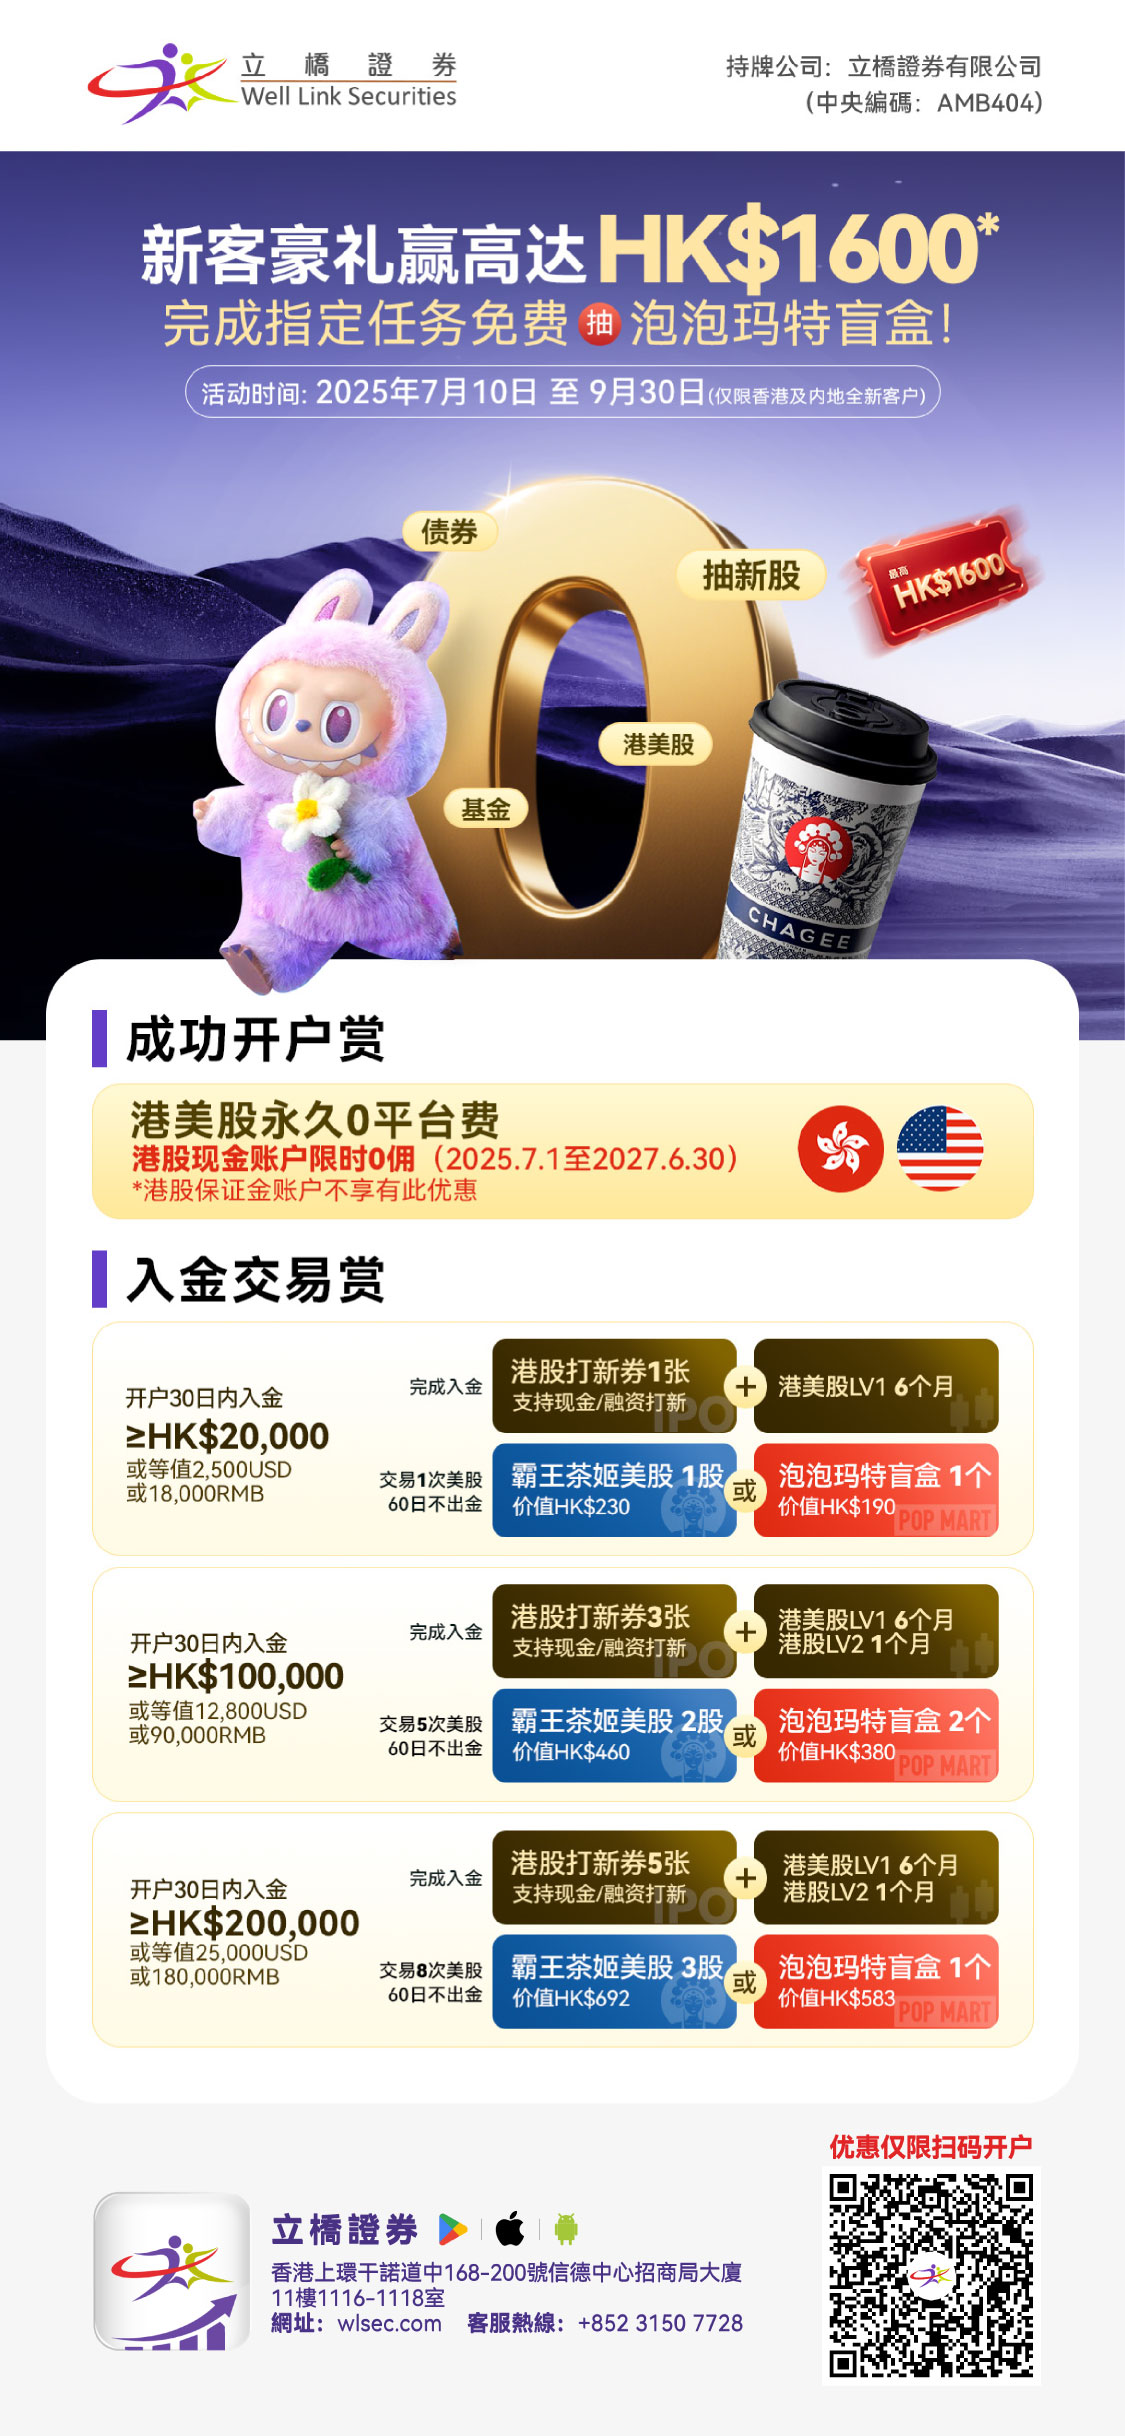 立橋證券
Well Link Securities
持牌公司：立橋證券有限公司
（中央編碼：AMB404）
新客豪礼赢高达HK$1600*
完成指定任务免费抽泡泡玛特盲盒！
活动时间: 2025年7月10日 至 9月30日(仅限香港及内地全新客户)
债券
抽新股
最高
HK$1600
港美股
基金
CHAGEE
成功开户赏
港美股永久0平台费
港股现金账户限时0佣（2025.7.1至2027.6.30）
*港股保证金账户不享有此优惠
入金交易赏
开户30日内入金
≥HK$20,000
或等值2,500USD
或18,000RMB
完成入金
港股打新券1张
支持现金/融资打新
IPO
+
港美股LV1 6个月
交易1次美股
60日不出金
霸王茶姬美股 1股
价值HK$230
或
泡泡玛特盲盒 1个
价值HK$190
POP MART
开户30日内入金
≥HK$100,000
或等值12,800USD
或90,000RMB
完成入金
港股打新券3张
支持现金/融资打新
IPO
+
港美股LV1 6个月
港股LV2 1个月
交易5次美股
60日不出金
霸王茶姬美股 2股
价值HK$460
或
泡泡玛特盲盒 2个
价值HK$380
POP MART
开户30日内入金
≥HK$200,000
或等值25,000USD
或180,000RMB
完成入金
港股打新券5张
支持现金/融资打新
IPO
+
港美股LV1 6个月
港股LV2 1个月
交易8次美股
60日不出金
霸王茶姬美股 3股
价值HK$692
或
泡泡玛特盲盒 1个
价值HK$583
POP MART
优惠仅限扫码开户
立橋證券
香港上環干諾道中168-200號信德中心招商局大廈
11樓1116-1118室
網址：wlsec.com 客服熱線：+852 3150 7728